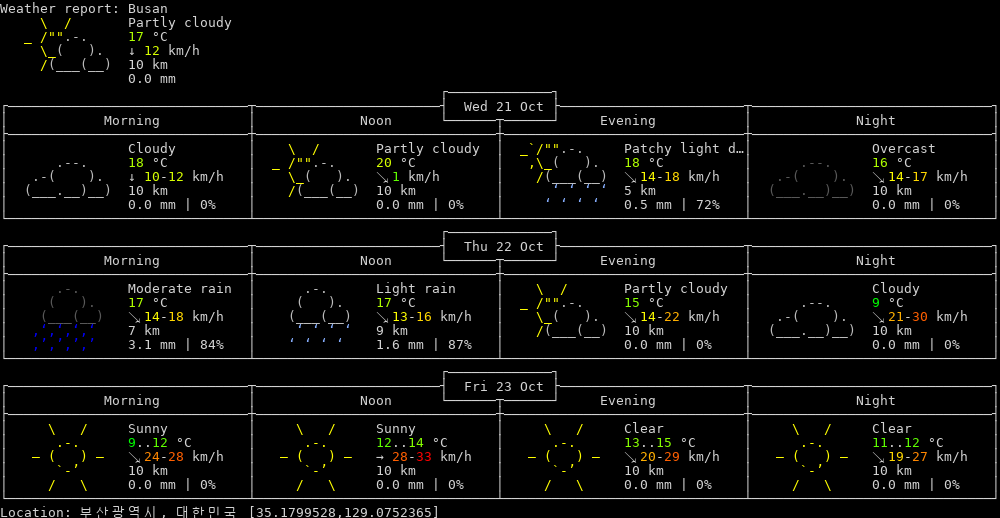 Weather report: Busan
Partly cloudy
17 °C
↓ 12 km/h
10 km
0.0 mm
Wed 21 Oct
Morning Noon Evening Night
Cloudy Partly cloudy Patchy light d… Overcast
18 °C 20 °C 18 °C 16 °C
↓ 10-12 km/h ↘ 1 km/h ↘ 14-18 km/h ↘ 14-17 km/h
10 km 10 km 5 km 10 km
0.0 mm | 0% 0.0 mm | 0% 0.5 mm | 72% 0.0 mm | 0%
Thu 22 Oct
Morning Noon Evening Night
Moderate rain Light rain Partly cloudy Cloudy
17 °C 17 °C 15 °C 9 °C
↘ 14-18 km/h ↘ 13-16 km/h ↘ 14-22 km/h ↘ 21-30 km/h
7 km 9 km 10 km 10 km
3.1 mm | 84% 1.6 mm | 87% 0.0 mm | 0% 0.0 mm | 0%
Fri 23 Oct
Morning Noon Evening Night
Sunny Sunny Clear Clear
9..12 °C 12..14 °C 13..15 °C 11..12 °C
↘ 24-28 km/h → 28-33 km/h ↘ 20-29 km/h ↘ 19-27 km/h
10 km 10 km 10 km 10 km
0.0 mm | 0% 0.0 mm | 0% 0.0 mm | 0% 0.0 mm | 0%
Location: 부산광역시, 대한민국 [35.1799528,129.0752365]